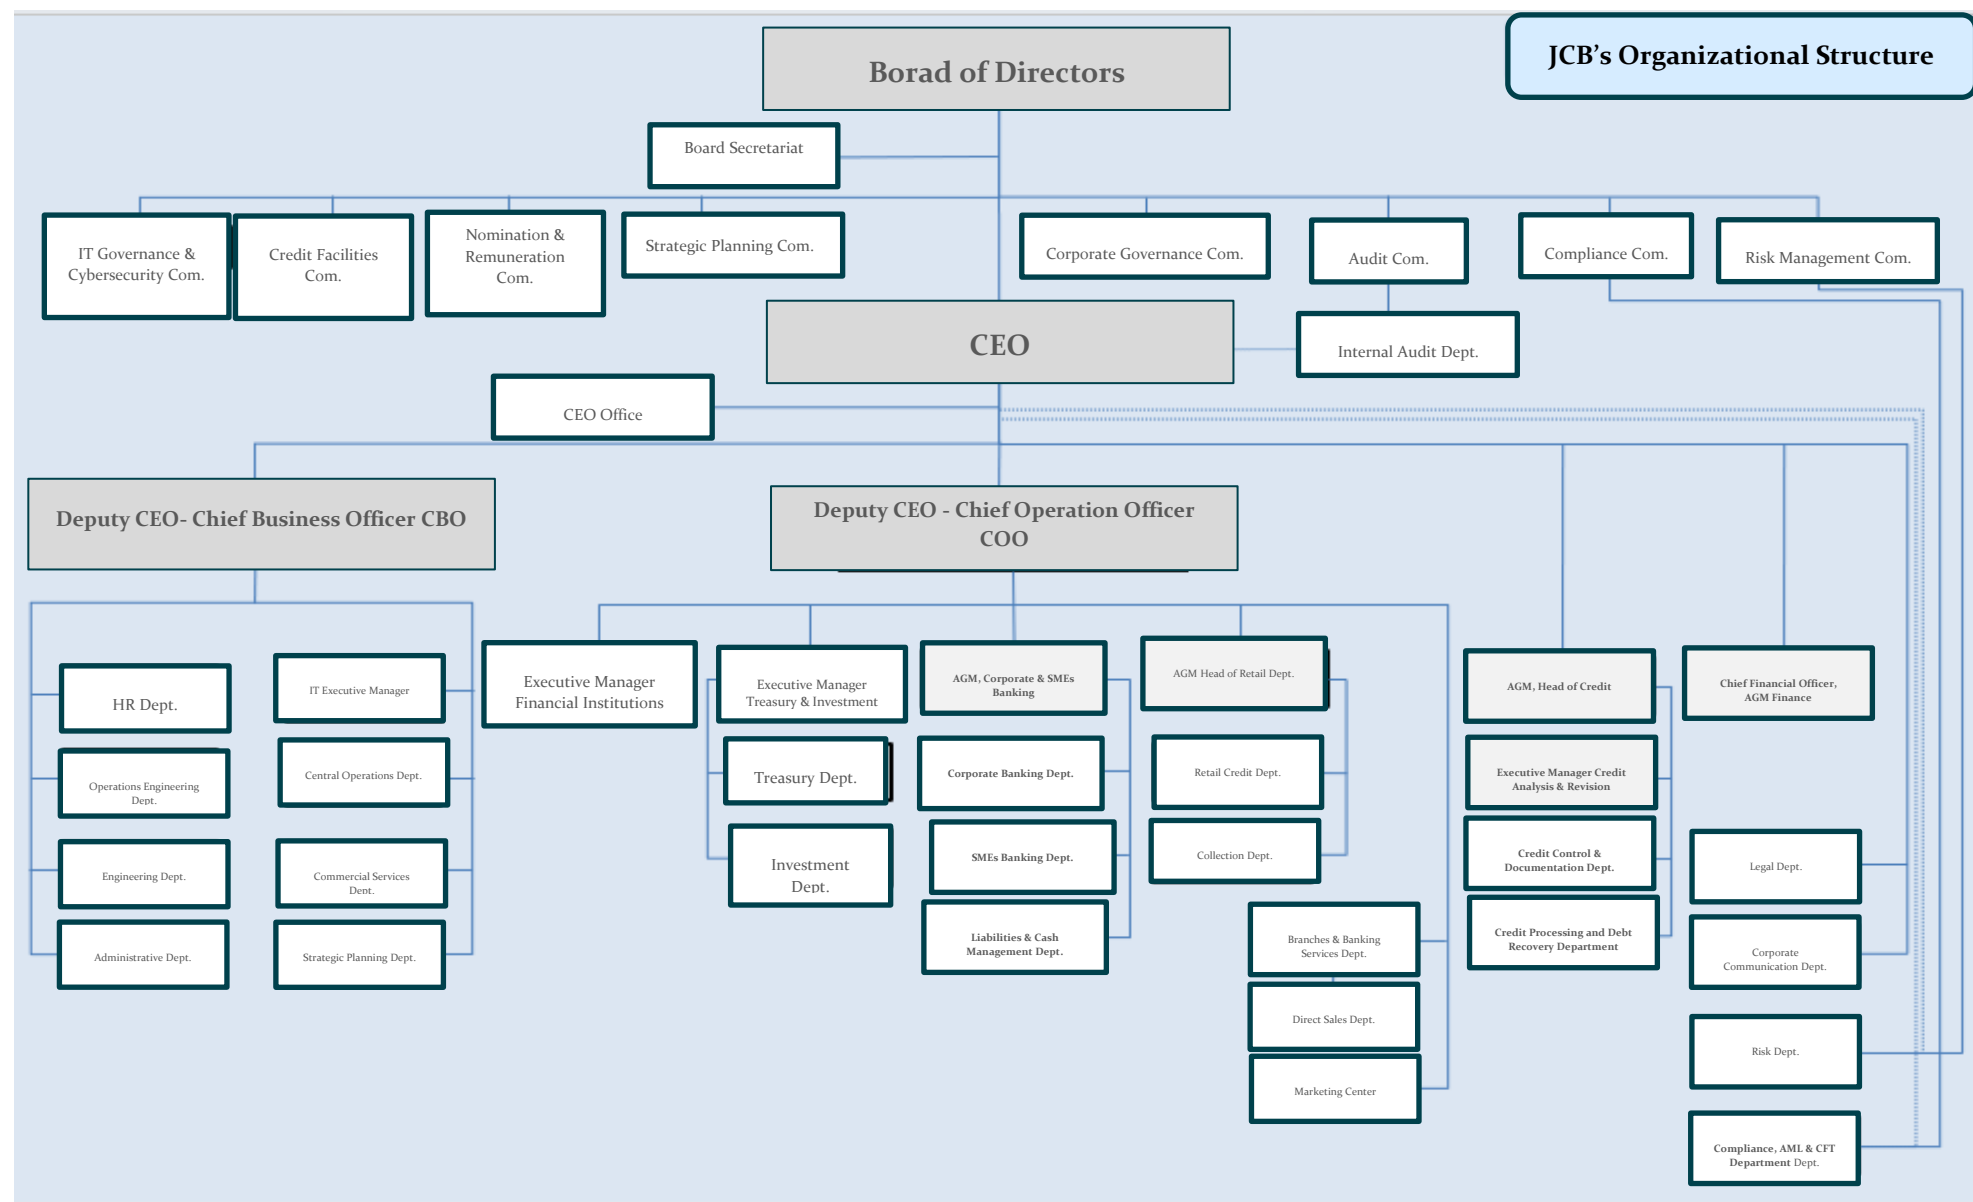 JCB’s Organizational Structure
Borad of Directors
Board Secretariat
IT Governance &
Cybersecurity Com.
Credit Facilities
Com.
Nomination &
Remuneration
Com.
Strategic Planning Com.
Corporate Governance Com.
Audit Com.
Compliance Com.
Risk Management Com.
CEO
Internal Audit Dept.
CEO Office
Deputy CEO- Chief Business Officer CBO
Deputy CEO - Chief Operation Officer
COO
HR Dept.
IT Executive Manager
Operations Engineering
Dept.
Central Operations Dept.
Engineering Dept.
Commercial Services
Dept.
Administrative Dept.
Strategic Planning Dept.
Executive Manager
Financial Institutions
Executive Manager
Treasury & Investment
Treasury Dept.
Investment
Dept.
AGM, Corporate & SMEs
Banking
Corporate Banking Dept.
SMEs Banking Dept.
Liabilities & Cash
Management Dept.
AGM Head of Retail Dept.
Retail Credit Dept.
Collection Dept.
Branches & Banking
Services Dept.
Direct Sales Dept.
Marketing Center
AGM, Head of Credit
Executive Manager Credit
Analysis & Revision
Credit Control &
Documentation Dept.
Credit Processing and Debt
Recovery Department
Chief Financial Officer,
AGM Finance
Legal Dept.
Corporate
Communication Dept.
Risk Dept.
Compliance, AML & CFT
Department Dept.